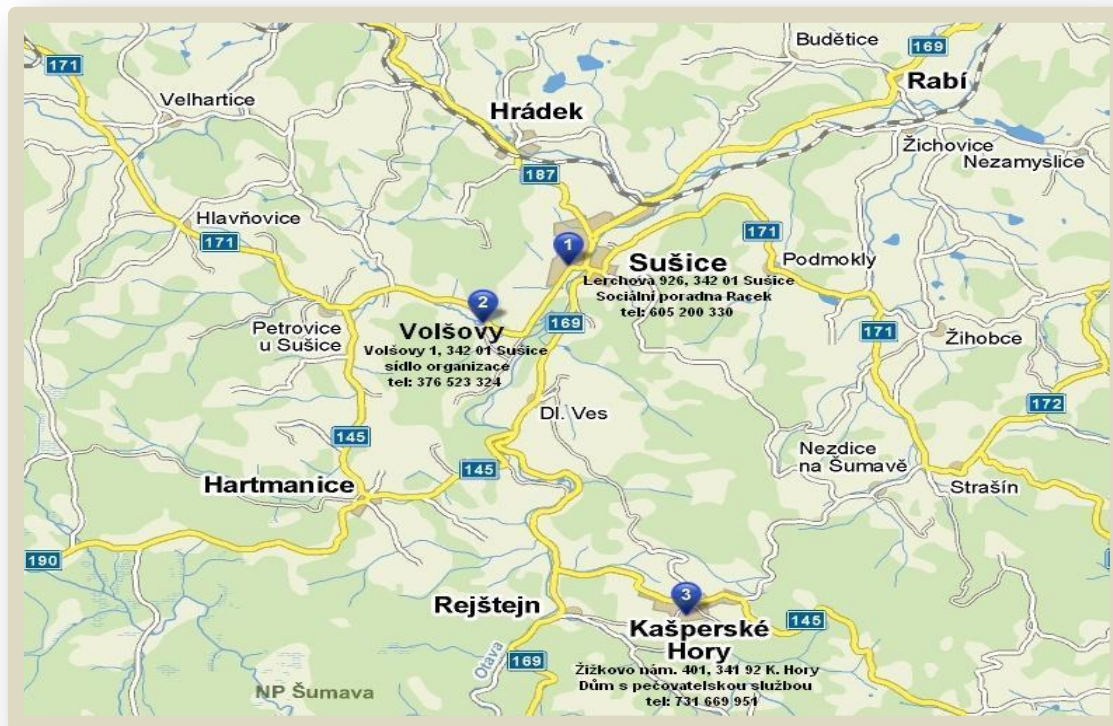 Budětice
169
171
Rabí
Velhartice
Hrádek
Žichovice
Nezamyslice
187
Hlavňovice
171
171
1
Sušice
Podmokly
Lerchova 926, 342 01 Sušice
Sociální poradna Racek
tel: 605 200 330
2
169
Petrovice
u Sušice
Volšovy
Volšovy 1, 342 01 Sušice
sídlo organizace
tel: 376 523 324
171
Žihobce
Dl. Ves
172
145
Nezdice
na Šumavě
145
Hartmanice
Strašín
190
3
Rejštejn
145
Kašperské
Hory
Žižkovo nám. 401, 341 92 K. Hory
Dům s pečovatelskou službou
tel: 731 669 951
Otava
169
NP Šumava